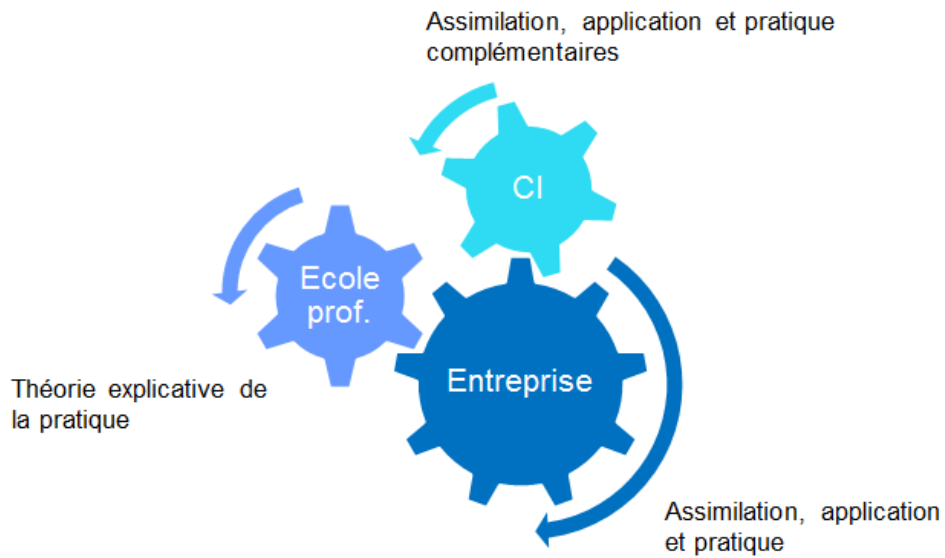 Assimilation, application et pratique
complémentaires
CI
Ecole
prof.
Entreprise
Théorie explicative de
la pratique
Assimilation, application
et pratique